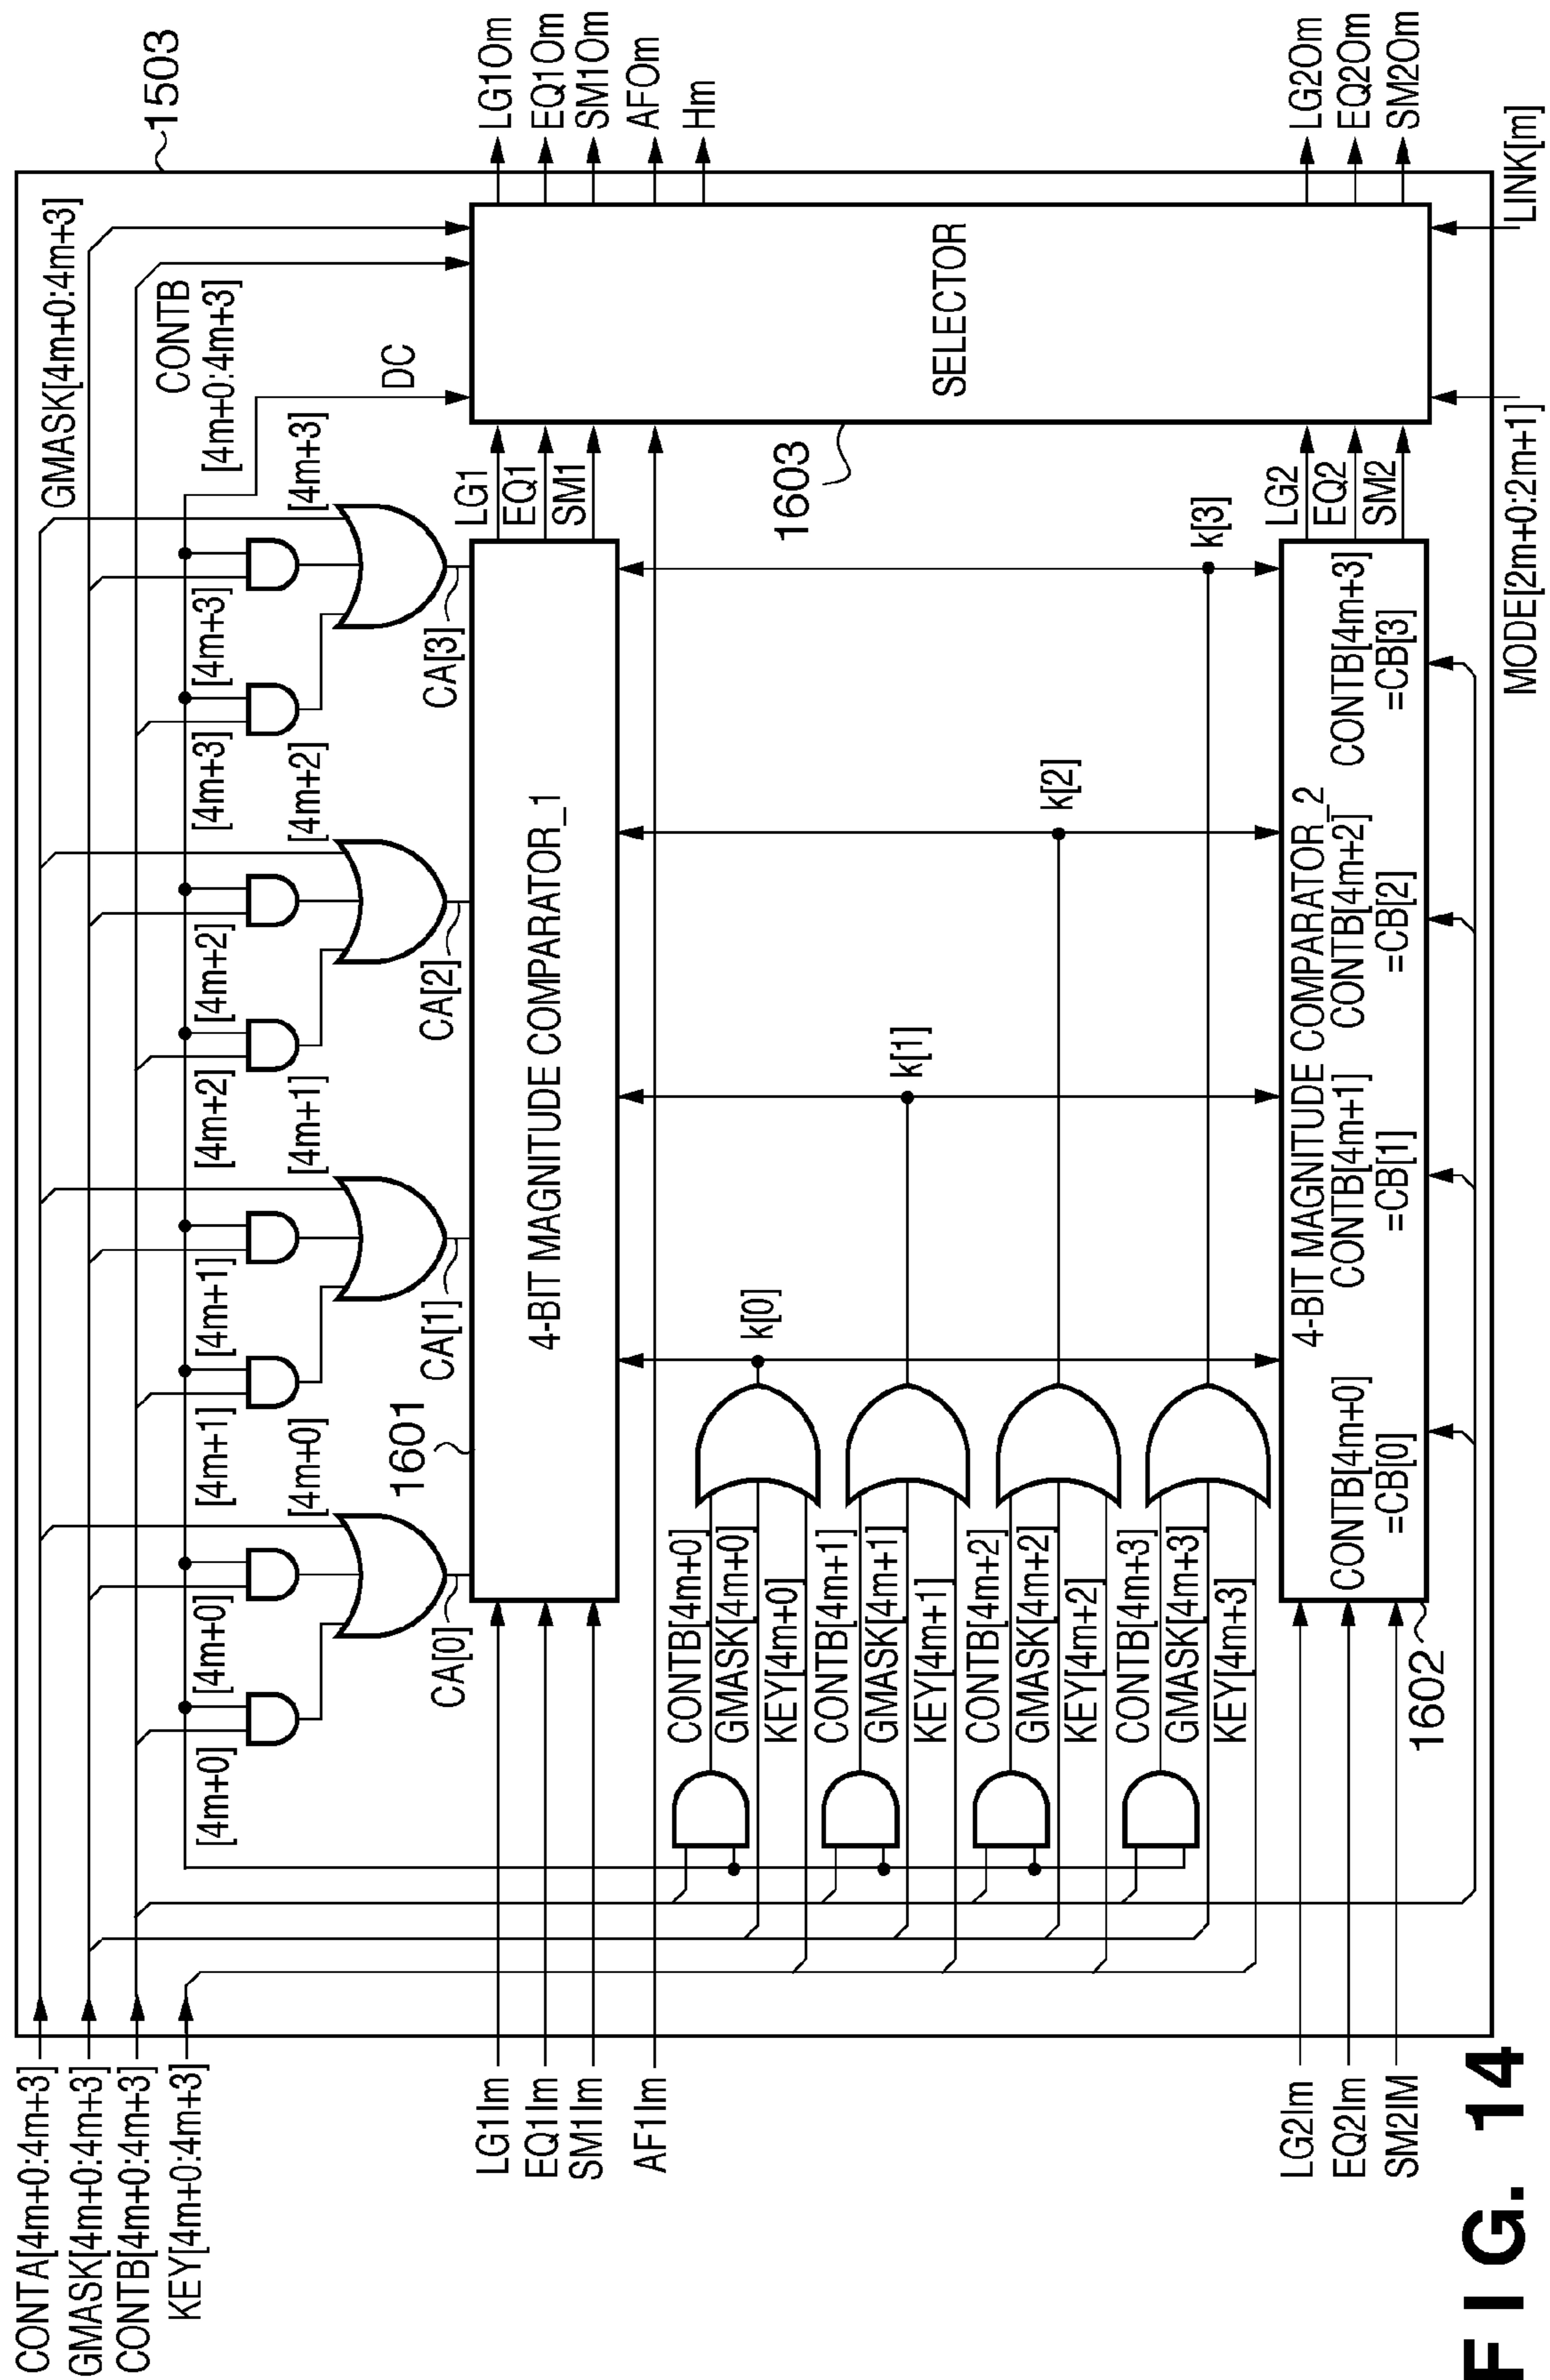 CONTA[4m+0:4m+3]
GMASK[4m+0:4m+3]
CONTB[4m+0:4m+3]
KEY[4m+0:4m+3]
LG1Im
EQ1Im
SM1Im
AF1Im
LG2Im
EQ2Im
SM2IM
1503
GMASK[4m+0:4m+3]
CONTB
[4m+0:4m+3]
DC
[4m+0]
[4m+0]
[4m+0]
[4m+1]
[4m+1]
[4m+1]
[4m+2]
[4m+2]
[4m+2]
[4m+3]
[4m+3]
[4m+3]
CA[0]
CA[1]
CA[2]
CA[3]
1601
4-BIT MAGNITUDE COMPARATOR_1
LG1
EQ1
SM1
CONTB[4m+0]
GMASK[4m+0]
KEY[4m+0]
CONTB[4m+1]
GMASK[4m+1]
KEY[4m+1]
CONTB[4m+2]
GMASK[4m+2]
KEY[4m+2]
CONTB[4m+3]
GMASK[4m+3]
KEY[4m+3]
k[0]
k[1]
k[2]
k[3]
1602
4-BIT MAGNITUDE COMPARATOR_2
CONTB[4m+0]
=CB[0]
CONTB[4m+1]
=CB[1]
CONTB[4m+2]
=CB[2]
CONTB[4m+3]
=CB[3]
LG2
EQ2
SM2
1603
SELECTOR
LG1Om
EQ1Om
SM1Om
AFOm
Hm
LG2Om
EQ2Om
SM2Om
MODE[2m+0:2m+1]
LINK[m]
FIG. 14